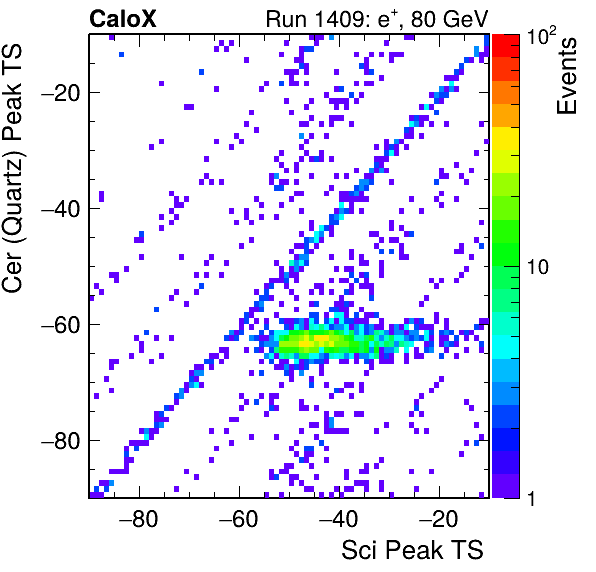 CaloX Run 1409: e⁺, 80 GeV
Cer (Quartz) Peak TS
−20
−40
−60
−80
−80 −60 −40 −20
Sci Peak TS
10²
10
1
Events